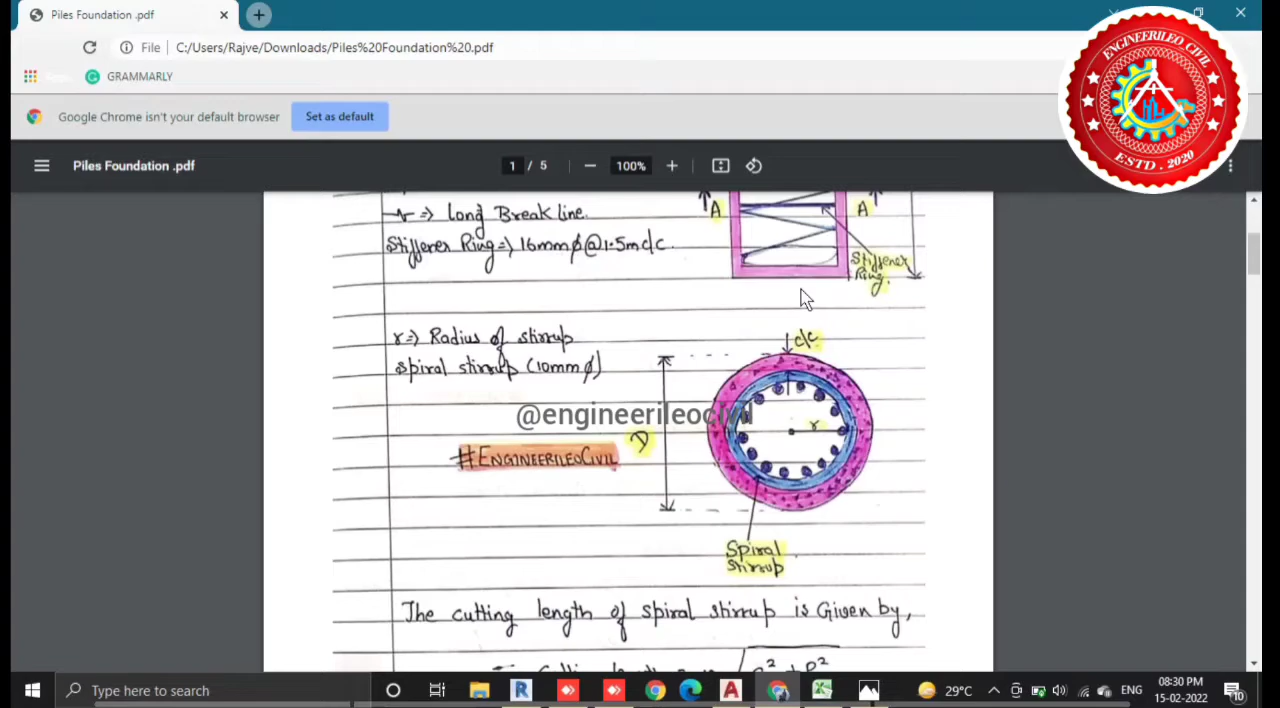 Piles Foundation .pdf
File C:/Users/Rajve/Downloads/Piles%20Foundation%20.pdf
GRAMMARLY
Google Chrome isn't your default browser Set as default
ENGINEERILEO CIVIL
ESTD. 2020
Piles Foundation .pdf 1 / 5 100%
=> Long Break line.
A A
Stiffener Ring => 16mmϕ@1.5m c/c.
Stiffener
Ring.
r => Radius of stirrup
c/c
spiral stirrup (10mm ϕ)
@engineerileocivil
r
D
#ENGINEERILEOCIVIL
Spiral
stirrup
The cutting length of spiral stirrup is Given by,
Type here to search
29°C ENG 08:30 PM
15-02-2022
10